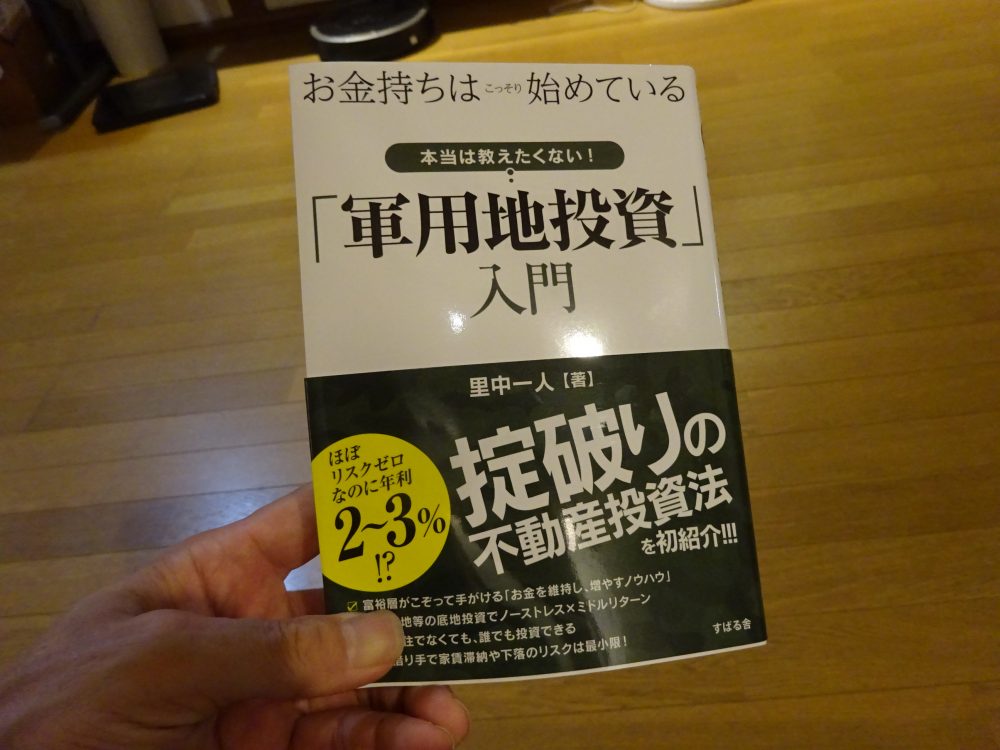 お金持ちはこっそり始めている
本当は教えたくない！
「軍用地投資」
入門
里中一人【著】
ほぼ
リスクゼロ
なのに年利
2〜3%
!?
掟破りの
不動産投資法
を初紹介!!!
富裕層がこぞって手がける「お金を維持し、増やすノウハウ」
地等の底地投資でノーストレス×ミドルリターン
住でなくても、誰でも投資できる
借り手で家賃滞納や下落のリスクは最小限！
すばる舎